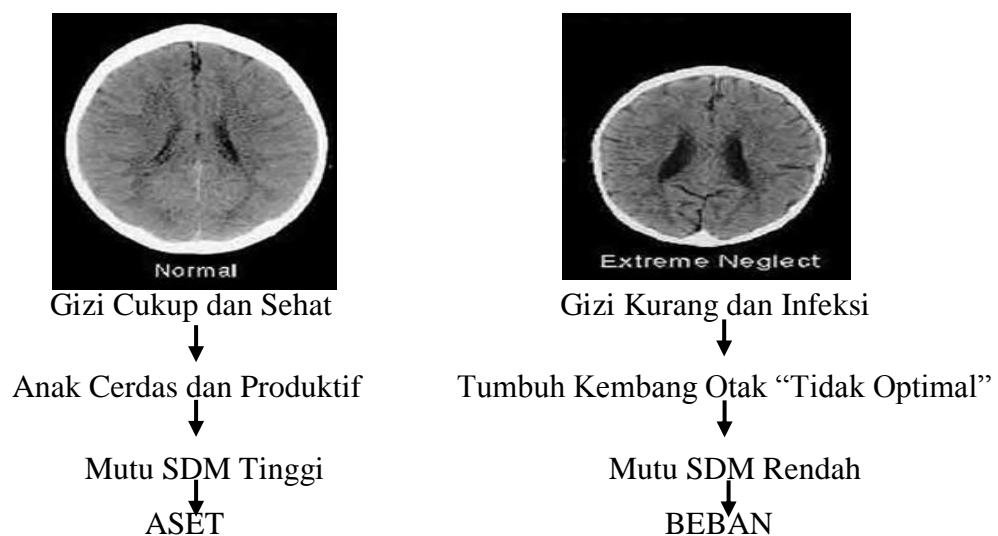 Normal
Extreme Neglect
Gizi Cukup dan Sehat
Gizi Kurang dan Infeksi
Anak Cerdas dan Produktif
Tumbuh Kembang Otak “Tidak Optimal”
Mutu SDM Tinggi
Mutu SDM Rendah
ASET
BEBAN